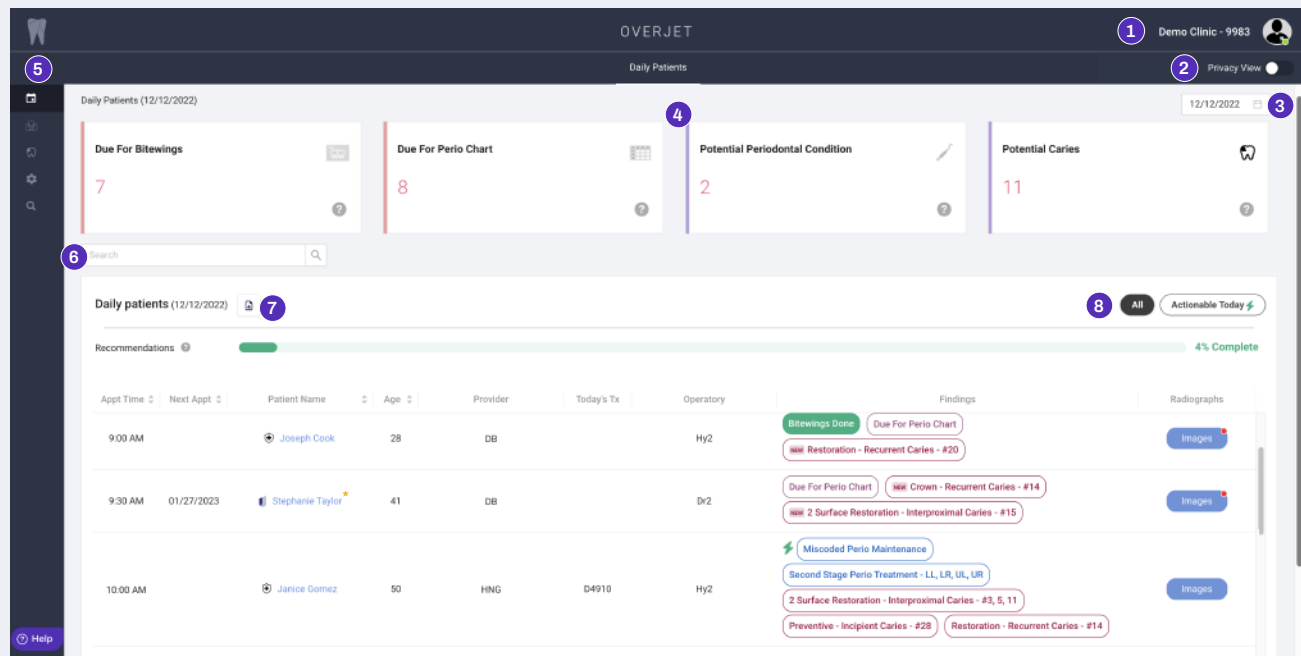 OVERJET
1
Demo Clinic - 9983
5
Daily Patients
2
Privacy View
Daily Patients (12/12/2022)
4
12/12/2022
3
Due For Bitewings
7
?
Due For Perio Chart
8
?
Potential Periodontal Condition
2
?
Potential Caries
11
?
6
Search
Daily patients (12/12/2022)
7
8
All
Actionable Today
Recommendations ?
4% Complete
Appt Time Next Appt Patient Name Age Provider Today's Tx Operatory Findings Radiographs
9:00 AM Joseph Cook 28 DB Hy2
Bitewings Done Due For Perio Chart
NEW Restoration - Recurrent Caries - #20
Images
9:30 AM 01/27/2023 Stephanie Taylor 41 DB Dr2
Due For Perio Chart NEW Crown - Recurrent Caries - #14
NEW 2 Surface Restoration - Interproximal Caries - #15
Images
10:00 AM Janice Gomez 50 HNG D4910 Hy2
Miscoded Perio Maintenance
Second Stage Perio Treatment - LL, LR, UL, UR
2 Surface Restoration - Interproximal Caries - #3, 5, 11
Preventive - Incipient Caries - #28 Restoration - Recurrent Caries - #14
Images
? Help